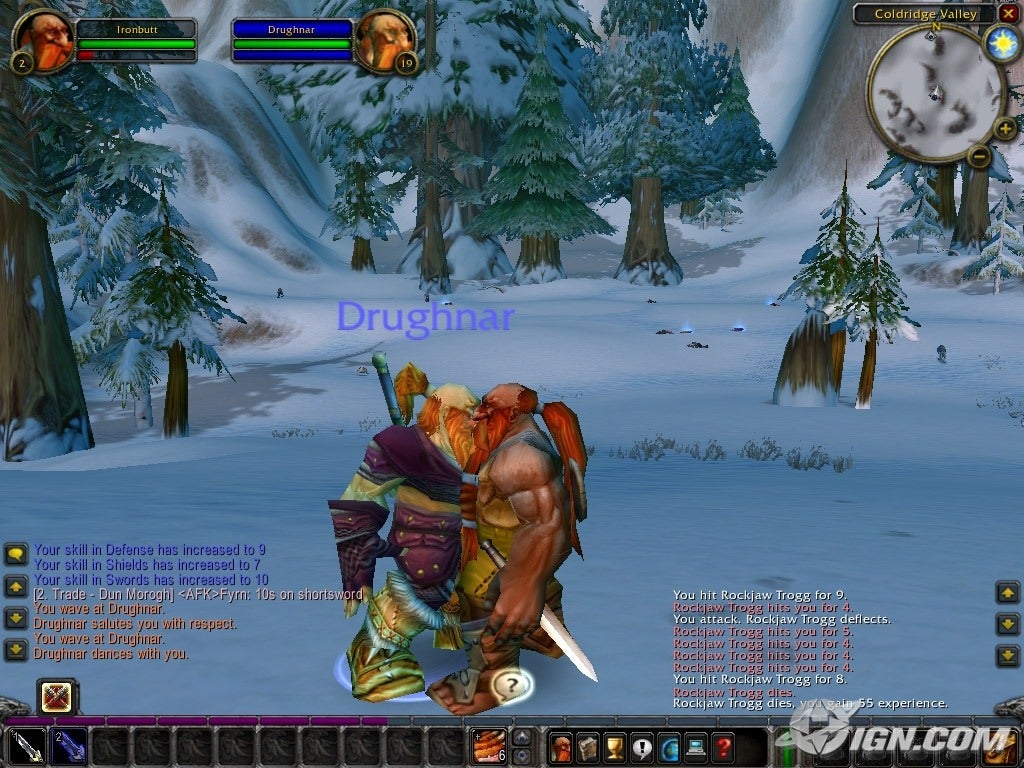 Ironbutt
2
Drughnar
19
Coldridge Valley
N
Drughnar
Your skill in Defense has increased to 9
Your skill in Shields has increased to 7
Your skill in Swords has increased to 10
[2. Trade - Dun Morogh] <AFK>Fyrn: 10s on shortsword
You wave at Drughnar.
Drughnar salutes you with respect.
You wave at Drughnar.
Drughnar dances with you.
You hit Rockjaw Trogg for 9.
Rockjaw Trogg hits you for 4.
You attack. Rockjaw Trogg deflects.
Rockjaw Trogg hits you for 5.
Rockjaw Trogg hits you for 4.
Rockjaw Trogg hits you for 4.
Rockjaw Trogg hits you for 4.
You hit Rockjaw Trogg for 8.
Rockjaw Trogg dies.
Rockjaw Trogg dies, you gain 55 experience.
?
1
2
6
!
?
IGN.COM